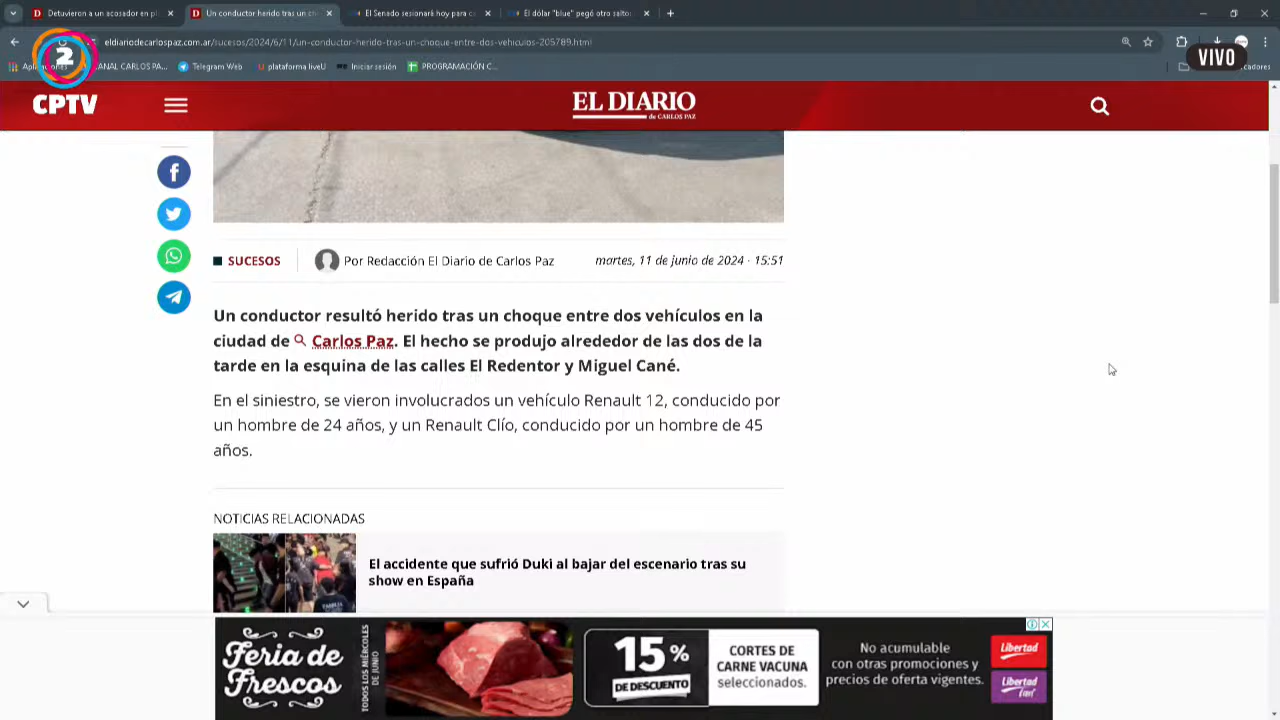 Detuvieron a un acosador en pl
Un conductor herido tras un ch
El Senado sesionará hoy para c
El dólar "blue" pegó otro salto:
eldiariodecarlospaz.com.ar/sucesos/2024/6/11/un-conductor-herido-tras-un-choque-entre-dos-vehiculos-205789.html
ANAL CARLOS PA...
Telegram Web
plataforma liveU
Iniciar sesión
PROGRAMACIÓN C...
cadores
2
VIVO
CPTV
EL DIARIO
de CARLOS PAZ
SUCESOS
Por Redacción El Diario de Carlos Paz
martes, 11 de junio de 2024 · 15:51
Un conductor resultó herido tras un choque entre dos vehículos en la
ciudad de Carlos Paz. El hecho se produjo alrededor de las dos de la
tarde en la esquina de las calles El Redentor y Miguel Cané.
En el siniestro, se vieron involucrados un vehículo Renault 12, conducido por
un hombre de 24 años, y un Renault Clío, conducido por un hombre de 45
años.
NOTICIAS RELACIONADAS
El accidente que sufrió Duki al bajar del escenario tras su
show en España
Feria de
Frescos
TODOS LOS MIÉRCOLES
DE JUNIO
15%
DE DESCUENTO
CORTES DE
CARNE VACUNA
seleccionados.
No acumulable
con otras promociones y
precios de oferta vigentes.
Libertad
Libertad
fan!